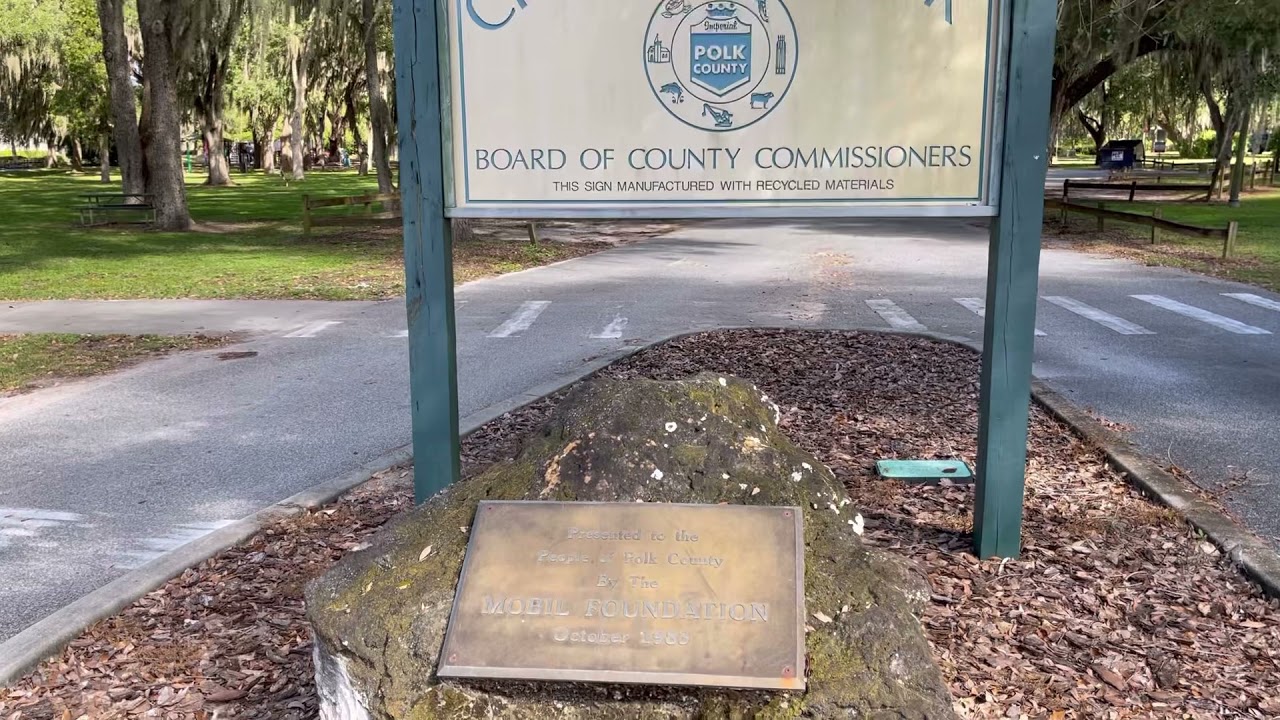 Imperial
POLK
COUNTY
BOARD OF COUNTY COMMISSIONERS
THIS SIGN MANUFACTURED WITH RECYCLED MATERIALS
Presented to the
People of Polk County
By The
MOBIL FOUNDATION
October